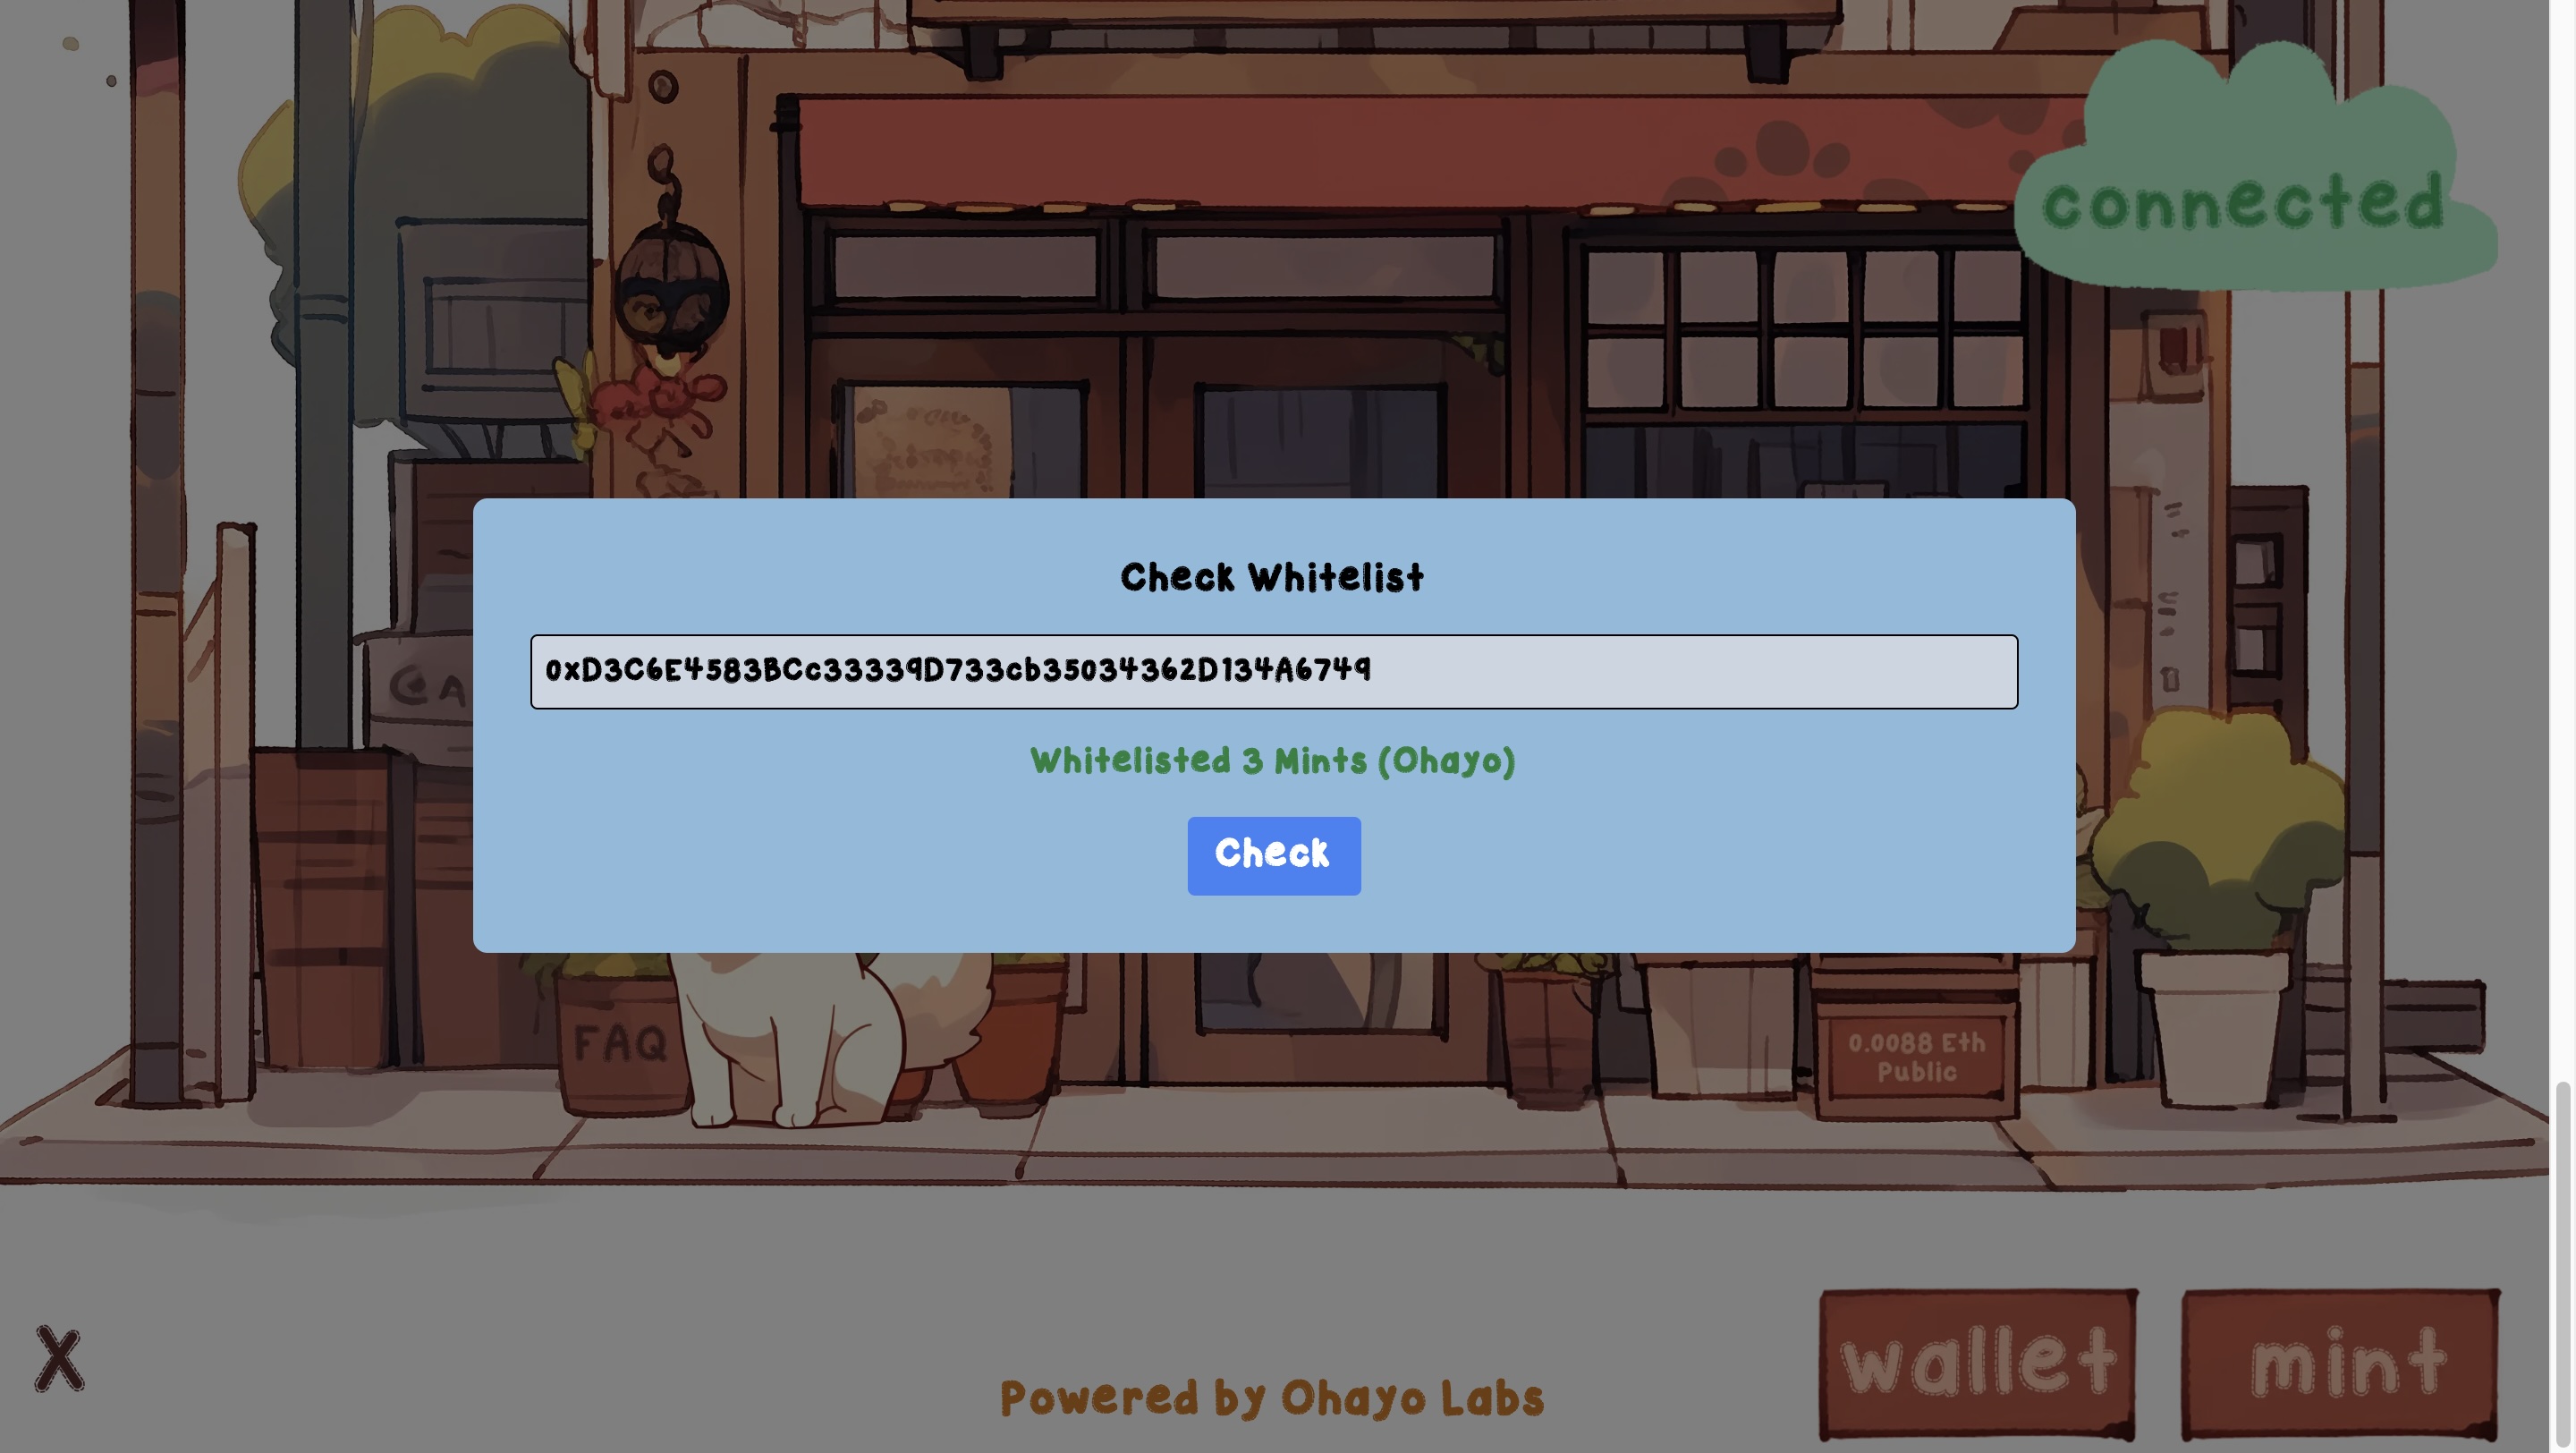 connected
Check Whitelist
0xD3C6E4583BCc33339D733cb35034362D134A6749
Whitelisted 3 Mints (Ohayo)
Check
CA
FAQ
0.0088 Eth
Public
X
Powered by Ohayo Labs
wallet
mint